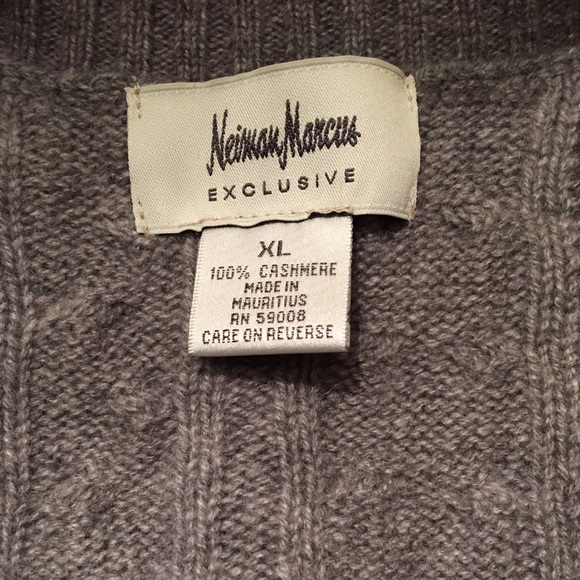 Neiman Marcus
EXCLUSIVE
XL
100% CASHMERE
MADE IN
MAURITIUS
RN 59008
CARE ON REVERSE